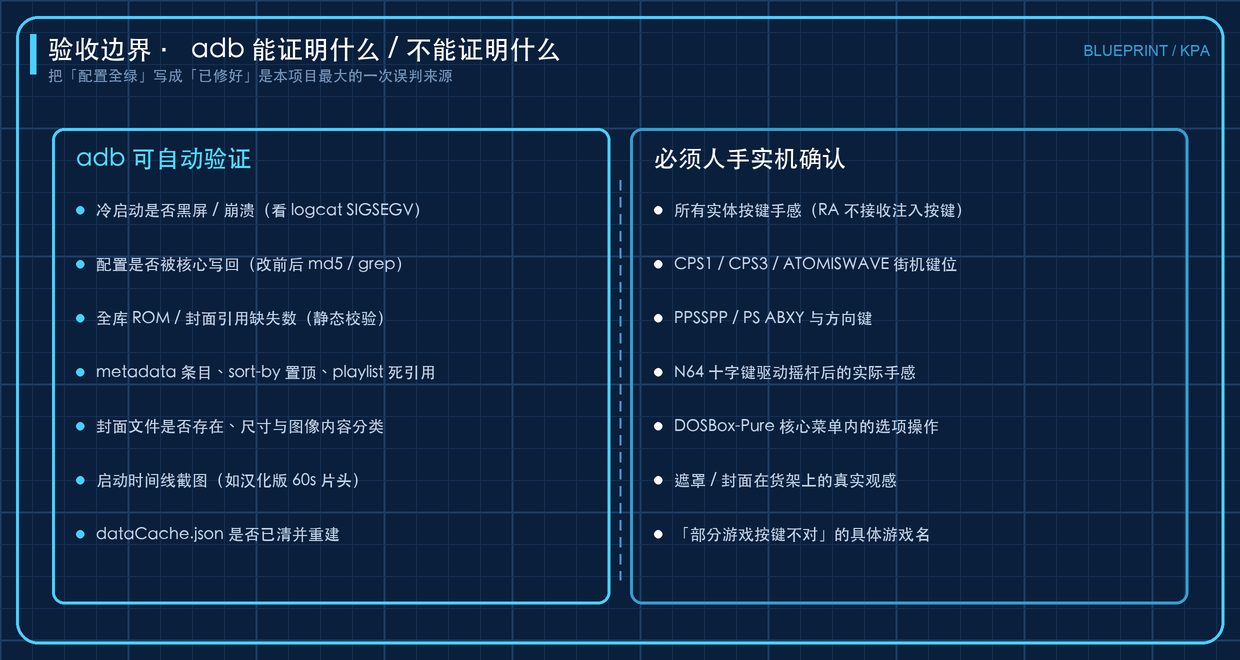 验收边界 · adb 能证明什么 / 不能证明什么
把「配置全绿」写成「已修好」是本项目最大的一次误判来源
BLUEPRINT / KPA
adb 可自动验证
冷启动是否黑屏 / 崩溃（看 logcat SIGSEGV）
配置是否被核心写回（改前后 md5 / grep）
全库 ROM / 封面引用缺失数（静态校验）
metadata 条目、sort-by 置顶、playlist 死引用
封面文件是否存在、尺寸与图像内容分类
启动时间线截图（如汉化版 60s 片头）
dataCache.json 是否已清并重建
必须人手实机确认
所有实体按键手感（RA 不接收注入按键）
CPS1 / CPS3 / ATOMISWAVE 街机键位
PPSSPP / PS ABXY 与方向键
N64 十字键驱动摇杆后的实际手感
DOSBox-Pure 核心菜单内的选项操作
遮罩 / 封面在货架上的真实观感
「部分游戏按键不对」的具体游戏名